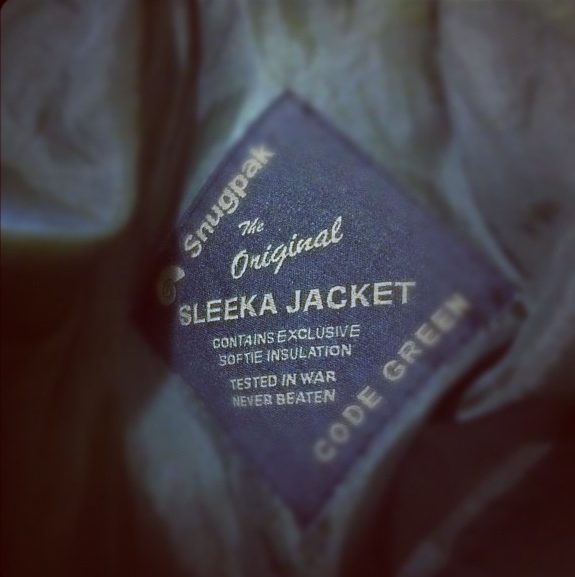 Snugpak
The
Original
SLEEKA JACKET
CONTAINS EXCLUSIVE
SOFTIE INSULATION
TESTED IN WAR
NEVER BEATEN
CODE GREEN